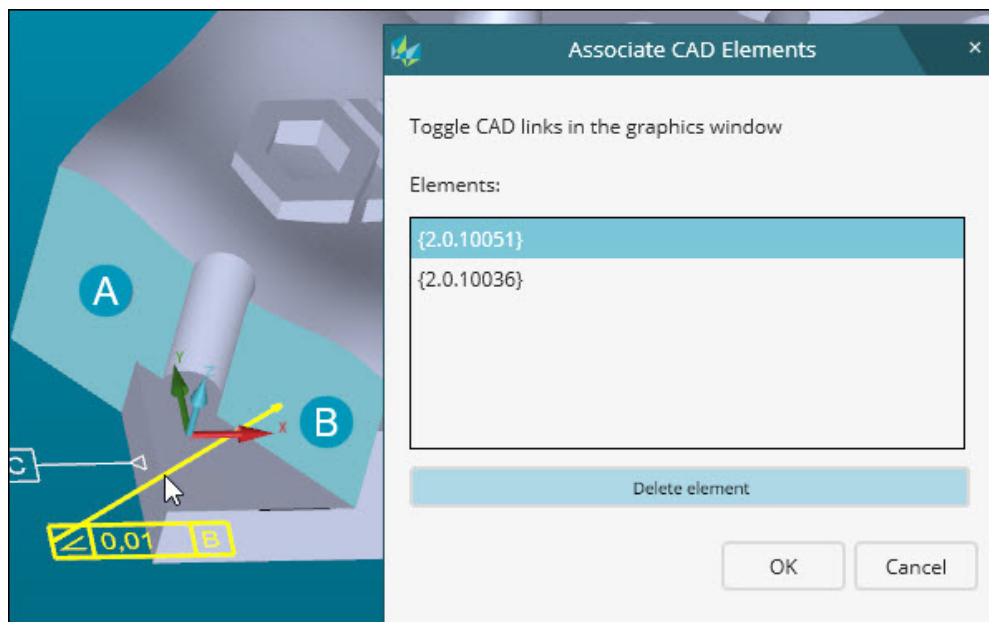 Associate CAD Elements
Toggle CAD links in the graphics window
Elements:
{2.0.10051}
{2.0.10036}
Delete element
OK
Cancel
A
B
Y
Z
X
C
0,01 B